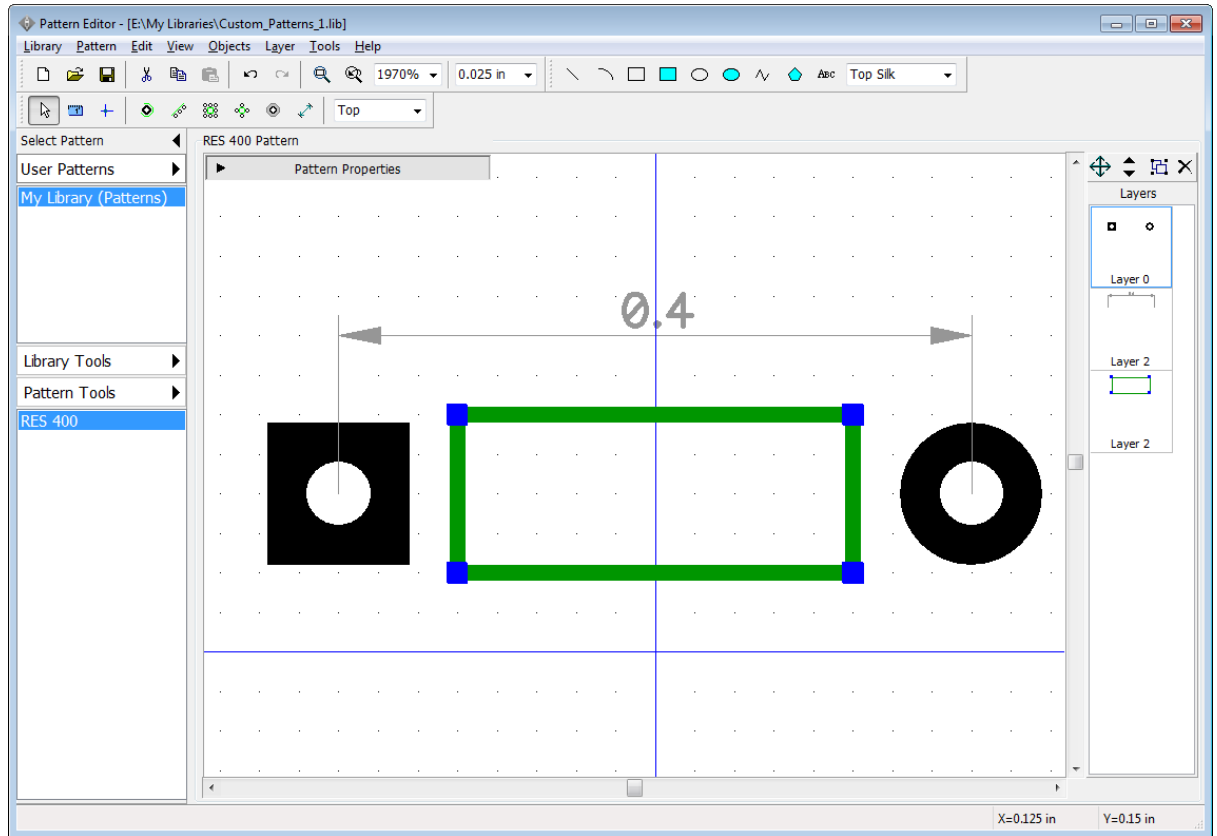 Pattern Editor - [E:\My Libraries\Custom_Patterns_1.lib]
Library Pattern Edit View Objects Layer Tools Help
1970% 0.025 in ABC Top Silk
Top
Select Pattern
RES 400 Pattern
User Patterns
Pattern Properties
My Library (Patterns)
Layers
Layer 0
0.4
Library Tools
Layer 2
Pattern Tools
RES 400
Layer 2
X=0.125 in Y=0.15 in